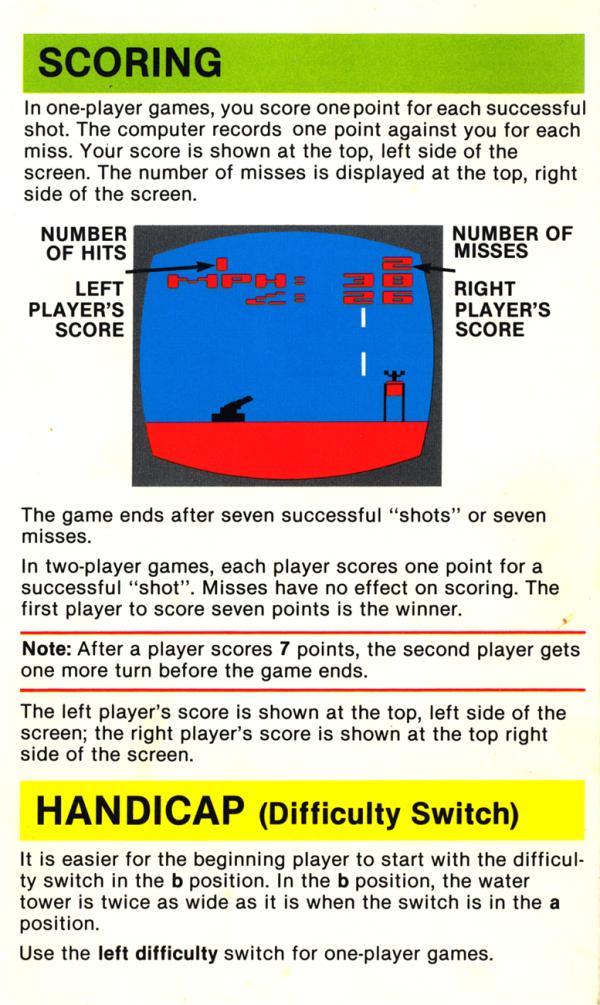 SCORING
In one-player games, you score one point for each successful
shot. The computer records one point against you for each
miss. Your score is shown at the top, left side of the
screen. The number of misses is displayed at the top, right
side of the screen.
NUMBER
OF HITS
LEFT
PLAYER'S
SCORE
1
2
MPH: 38
∠: 26
NUMBER OF
MISSES
RIGHT
PLAYER'S
SCORE
The game ends after seven successful “shots” or seven
misses.
In two-player games, each player scores one point for a
successful “shot”. Misses have no effect on scoring. The
first player to score seven points is the winner.
Note: After a player scores 7 points, the second player gets
one more turn before the game ends.
The left player's score is shown at the top, left side of the
screen; the right player's score is shown at the top right
side of the screen.
HANDICAP (Difficulty Switch)
It is easier for the beginning player to start with the difficul-
ty switch in the b position. In the b position, the water
tower is twice as wide as it is when the switch is in the a
position.
Use the left difficulty switch for one-player games.